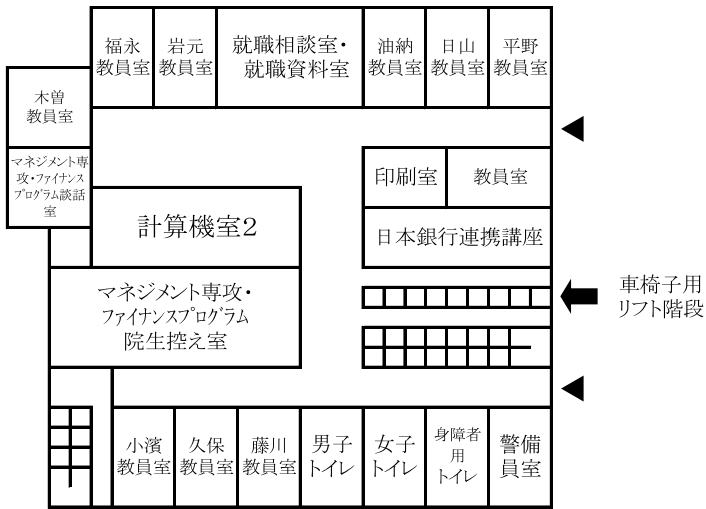 福永
教員室
岩元
教員室
就職相談室・
就職資料室
油納
教員室
日山
教員室
平野
教員室
木曽
教員室
マネジメント専
攻・ファイナンス
プログラム談話
室
印刷室
教員室
計算機室2
日本銀行連携講座
マネジメント専攻・
ファイナンスプログラム
院生控え室
車椅子用
リフト階段
小濱
教員室
久保
教員室
藤川
教員室
男子
トイレ
女子
トイレ
身障者
用
トイレ
警備
員室